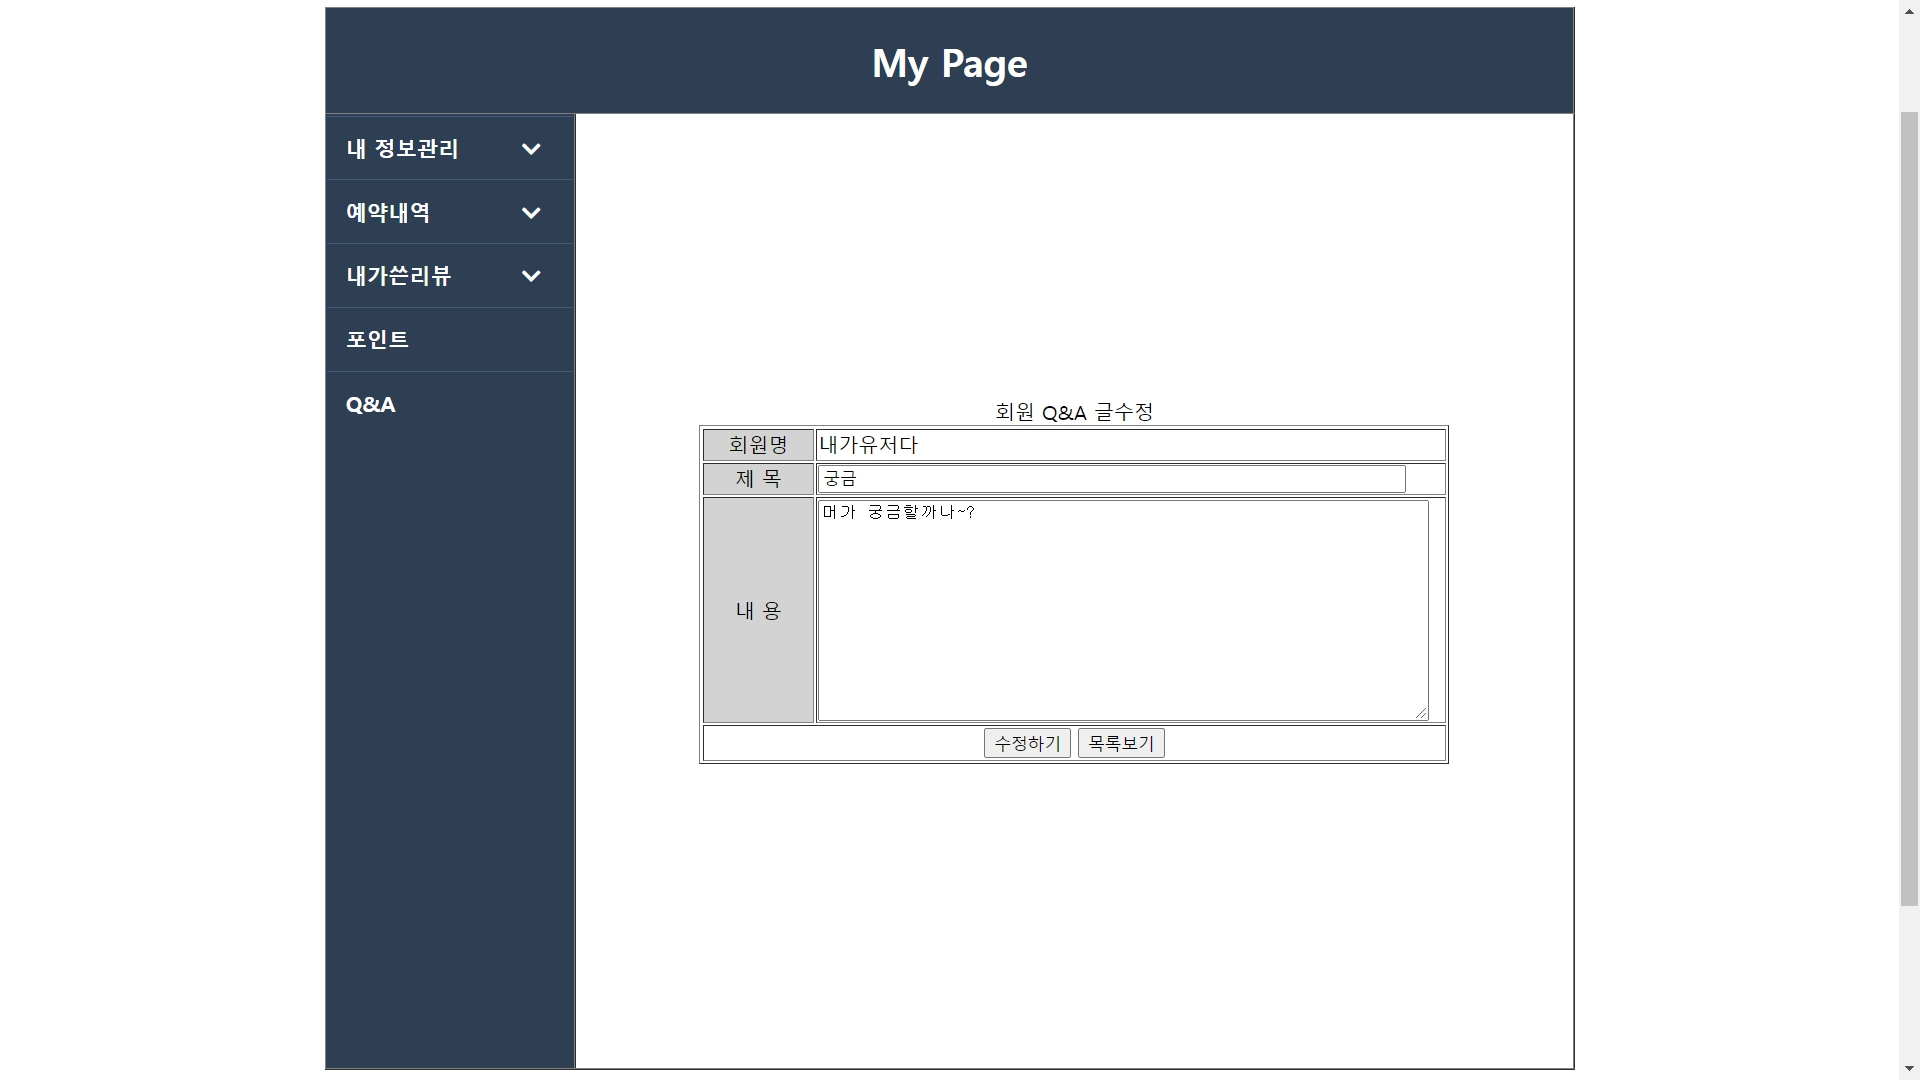 My Page
내 정보관리
예약내역
내가쓴리뷰
포인트
Q&A
회원 Q&A 글수정
회원명 내가유저다
제 목 궁금
내 용 머가 궁금할까나~?
수정하기 목록보기